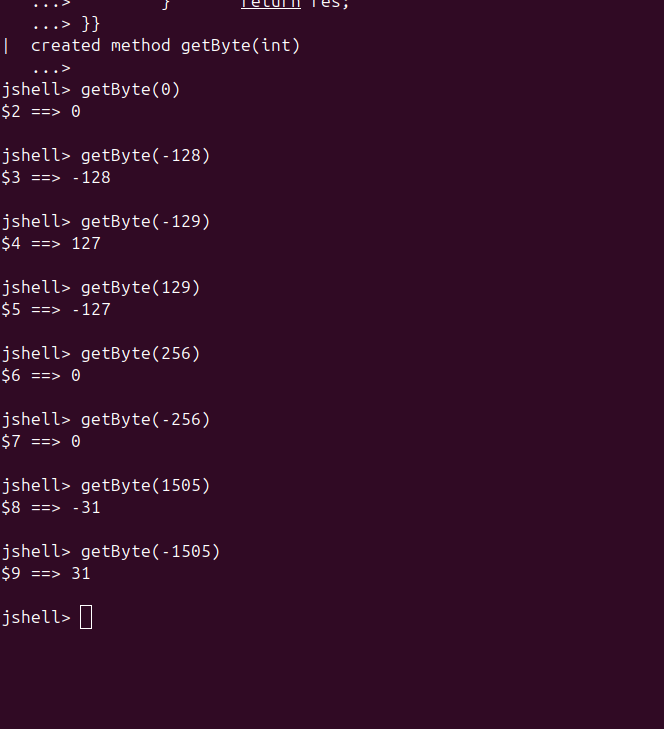 ...> } return res;
...> }}
| created method getByte(int)
...>
jshell> getByte(0)
$2 ==> 0
jshell> getByte(-128)
$3 ==> -128
jshell> getByte(-129)
$4 ==> 127
jshell> getByte(129)
$5 ==> -127
jshell> getByte(256)
$6 ==> 0
jshell> getByte(-256)
$7 ==> 0
jshell> getByte(1505)
$8 ==> -31
jshell> getByte(-1505)
$9 ==> 31
jshell>